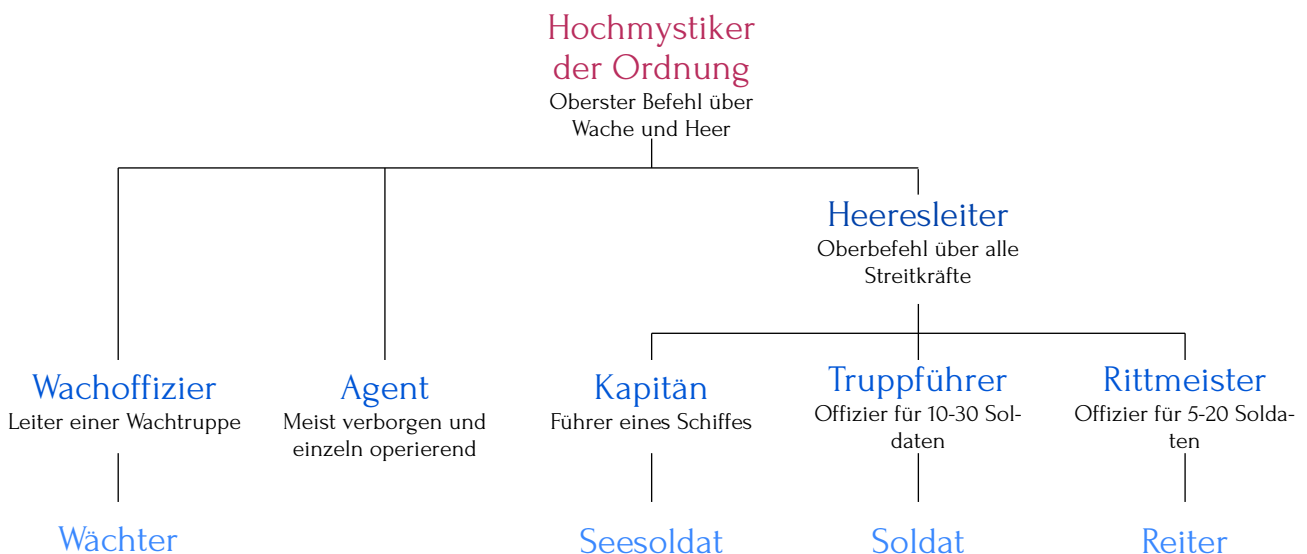 Hochmystiker
der Ordnung
Oberster Befehl über
Wache und Heer
Heeresleiter
Oberbefehl über alle
Streitkräfte
Wachoffizier
Leiter einer Wachtruppe
Agent
Meist verborgen und
einzeln operierend
Kapitän
Führer eines Schiffes
Truppführer
Offizier für 10-30 Sol-
daten
Rittmeister
Offizier für 5-20 Solda-
ten
Wächter
Seesoldat
Soldat
Reiter